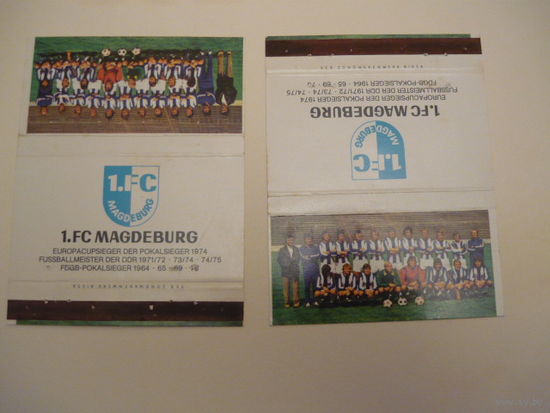 1.FC
MAGDEBURG
1.FC MAGDEBURG
EUROPACUPSIEGER DER POKALSIEGER 1974
FUSSBALLMEISTER DER DDR 1971/72 · 73/74 · 74/75
FDGB-POKALSIEGER 1964 · 65 · 69 ·
1.FC
MAGDEBURG
1.FC MAGDEBURG
EUROPACUPSIEGER DER POKALSIEGER 1974
FUSSBALLMEISTER DER DDR 1971/72 · 73/74 · 74/75
FDGB-POKALSIEGER 1964 · 65 ·